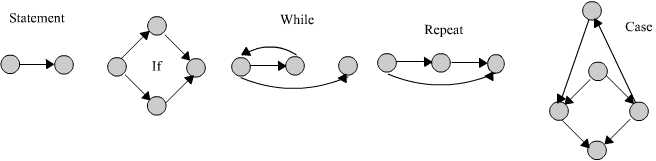 Statement
If
While
Repeat
Case